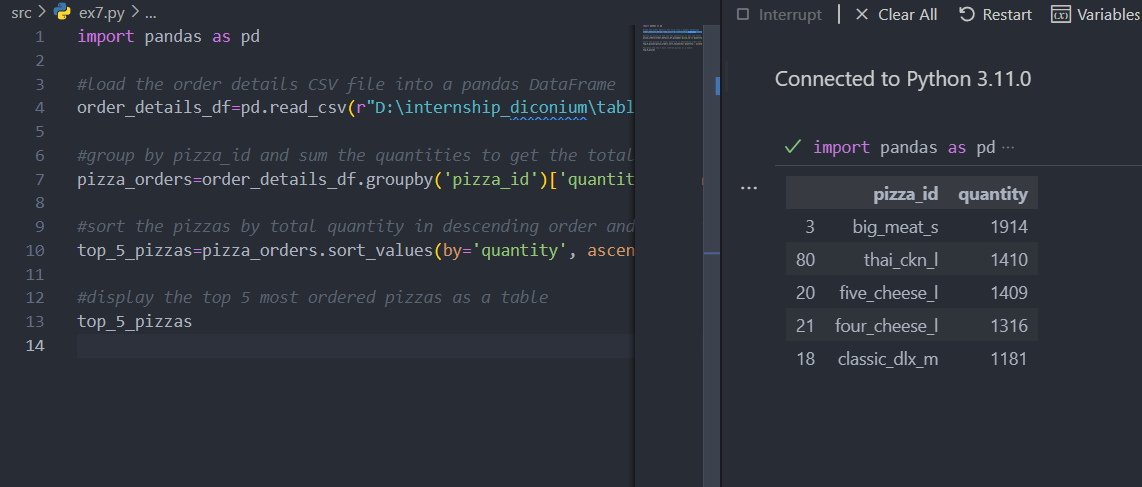 src > ex7.py > ...
1 import pandas as pd
2
3 #load the order details CSV file into a pandas DataFrame
4 order_details_df=pd.read_csv(r"D:\internship_diconium\tabl
5
6 #group by pizza_id and sum the quantities to get the total
7 pizza_orders=order_details_df.groupby('pizza_id')['quantit
8
9 #sort the pizzas by total quantity in descending order and
10 top_5_pizzas=pizza_orders.sort_values(by='quantity', ascen
11
12 #display the top 5 most ordered pizzas as a table
13 top_5_pizzas
14
Interrupt | Clear All Restart Variables
Connected to Python 3.11.0
import pandas as pd ...
pizza_id quantity
3 big_meat_s 1914
80 thai_ckn_l 1410
20 five_cheese_l 1409
21 four_cheese_l 1316
18 classic_dlx_m 1181